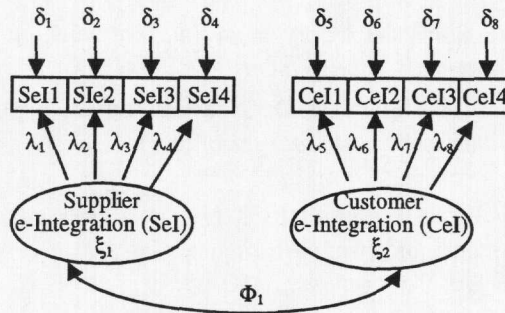 δ₁ δ₂ δ₃ δ₄ δ₅ δ₆ δ₇ δ₈
SeI1 SIe2 SeI3 SeI4 CeI1 CeI2 CeI3 CeI4
λ₁ λ₂ λ₃ λ₄ λ₅ λ₆ λ₇ λ₈
Supplier
e-Integration (SeI)
ξ₁
Customer
e-Integration (CeI)
ξ₂
Φ₁